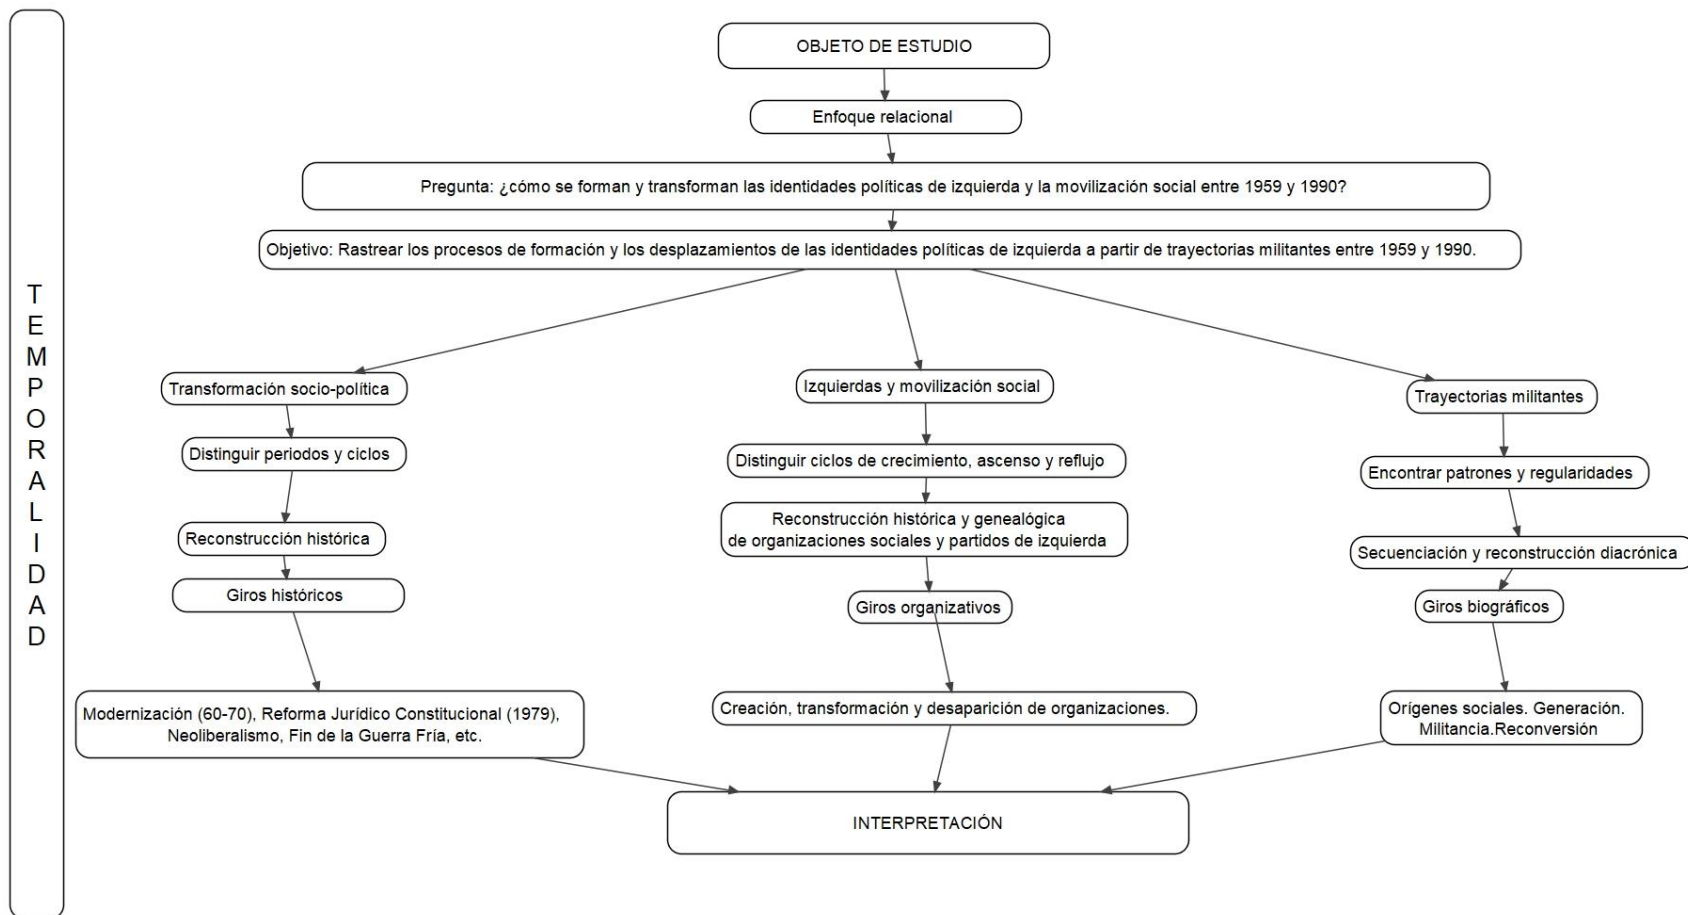 TEMPORALIDAD
OBJETO DE ESTUDIO
Enfoque relacional
Pregunta: ¿cómo se forman y transforman las identidades políticas de izquierda y la movilización social entre 1959 y 1990?
Objetivo: Rastrear los procesos de formación y los desplazamientos de las identidades políticas de izquierda a partir de trayectorias militantes entre 1959 y 1990.
Transformación socio-política
Distinguir periodos y ciclos
Reconstrucción histórica
Giros históricos
Modernización (60-70), Reforma Jurídico Constitucional (1979),
Neoliberalismo, Fin de la Guerra Fría, etc.
Izquierdas y movilización social
Distinguir ciclos de crecimiento, ascenso y reflujo
Reconstrucción histórica y genealógica
de organizaciones sociales y partidos de izquierda
Giros organizativos
Creación, transformación y desaparición de organizaciones.
Trayectorias militantes
Encontrar patrones y regularidades
Secuenciación y reconstrucción diacrónica
Giros biográficos
Orígenes sociales. Generación.
Militancia.Reconversión
INTERPRETACIÓN